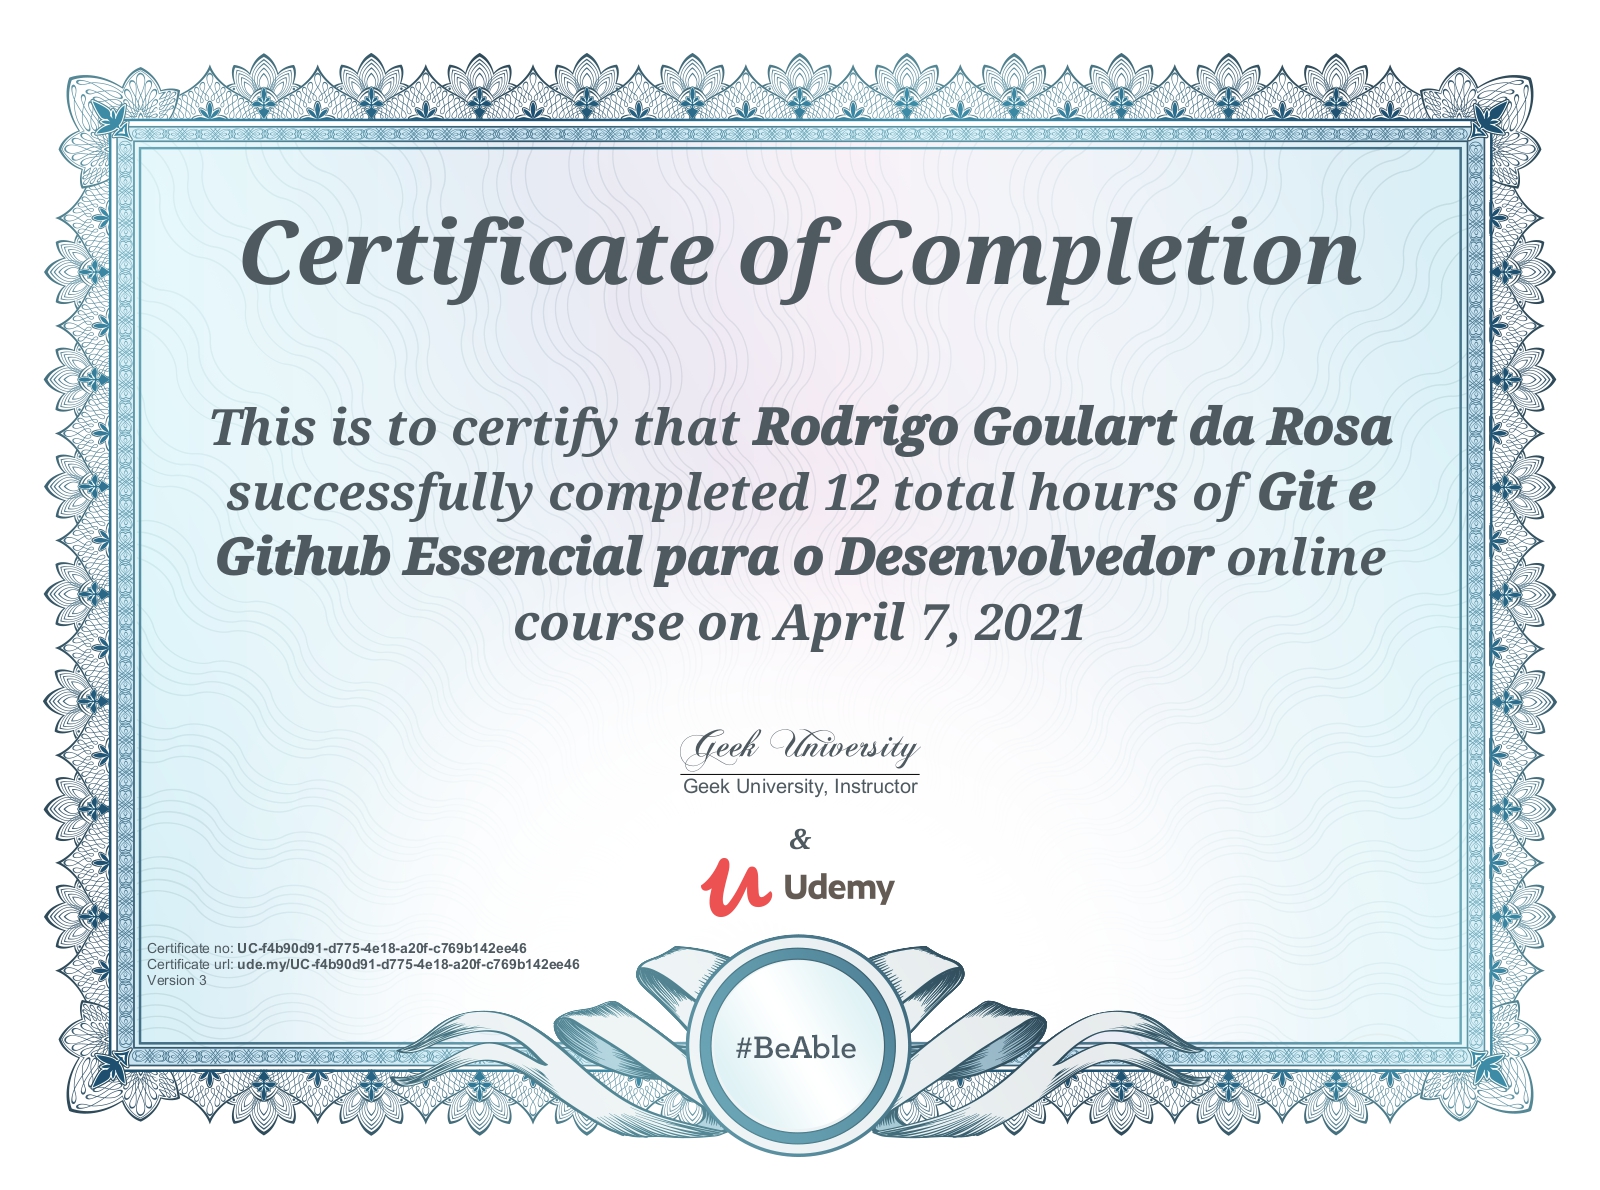 Certificate of Completion
This is to certify that Rodrigo Goulart da Rosa
successfully completed 12 total hours of Git e
Github Essencial para o Desenvolvedor online
course on April 7, 2021
Geek University
Geek University, Instructor
&
Udemy
Certificate no: UC-f4b90d91-d775-4e18-a20f-c769b142ee46
Certificate url: ude.my/UC-f4b90d91-d775-4e18-a20f-c769b142ee46
Version 3
#BeAble